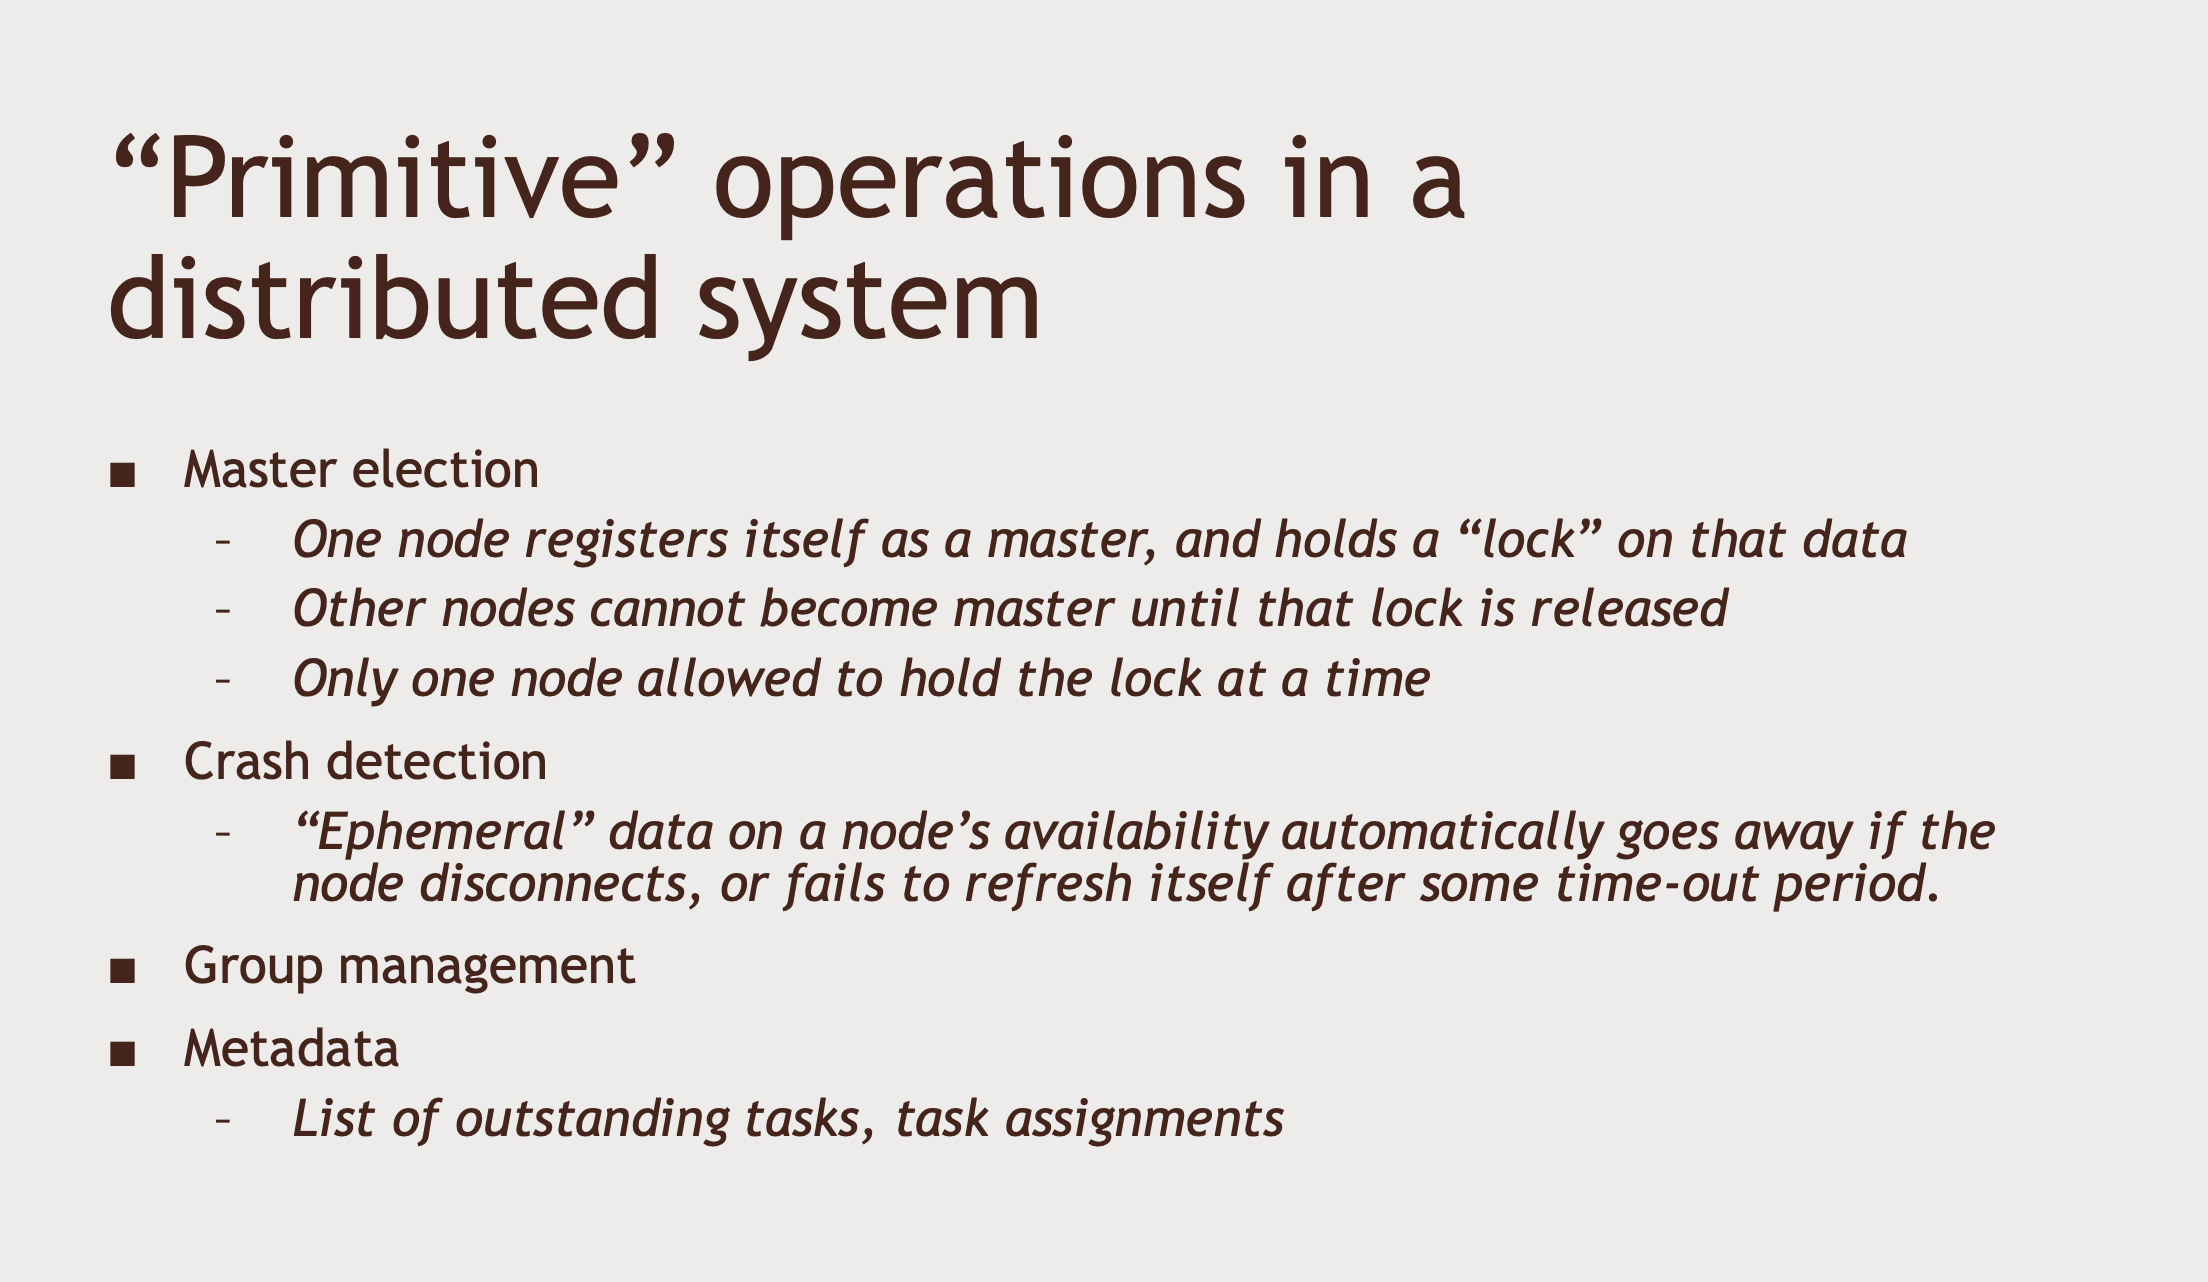 “Primitive” operations in a
distributed system
■ Master election
– One node registers itself as a master, and holds a “lock” on that data
– Other nodes cannot become master until that lock is released
– Only one node allowed to hold the lock at a time
■ Crash detection
– “Ephemeral” data on a node’s availability automatically goes away if the
node disconnects, or fails to refresh itself after some time-out period.
■ Group management
■ Metadata
– List of outstanding tasks, task assignments